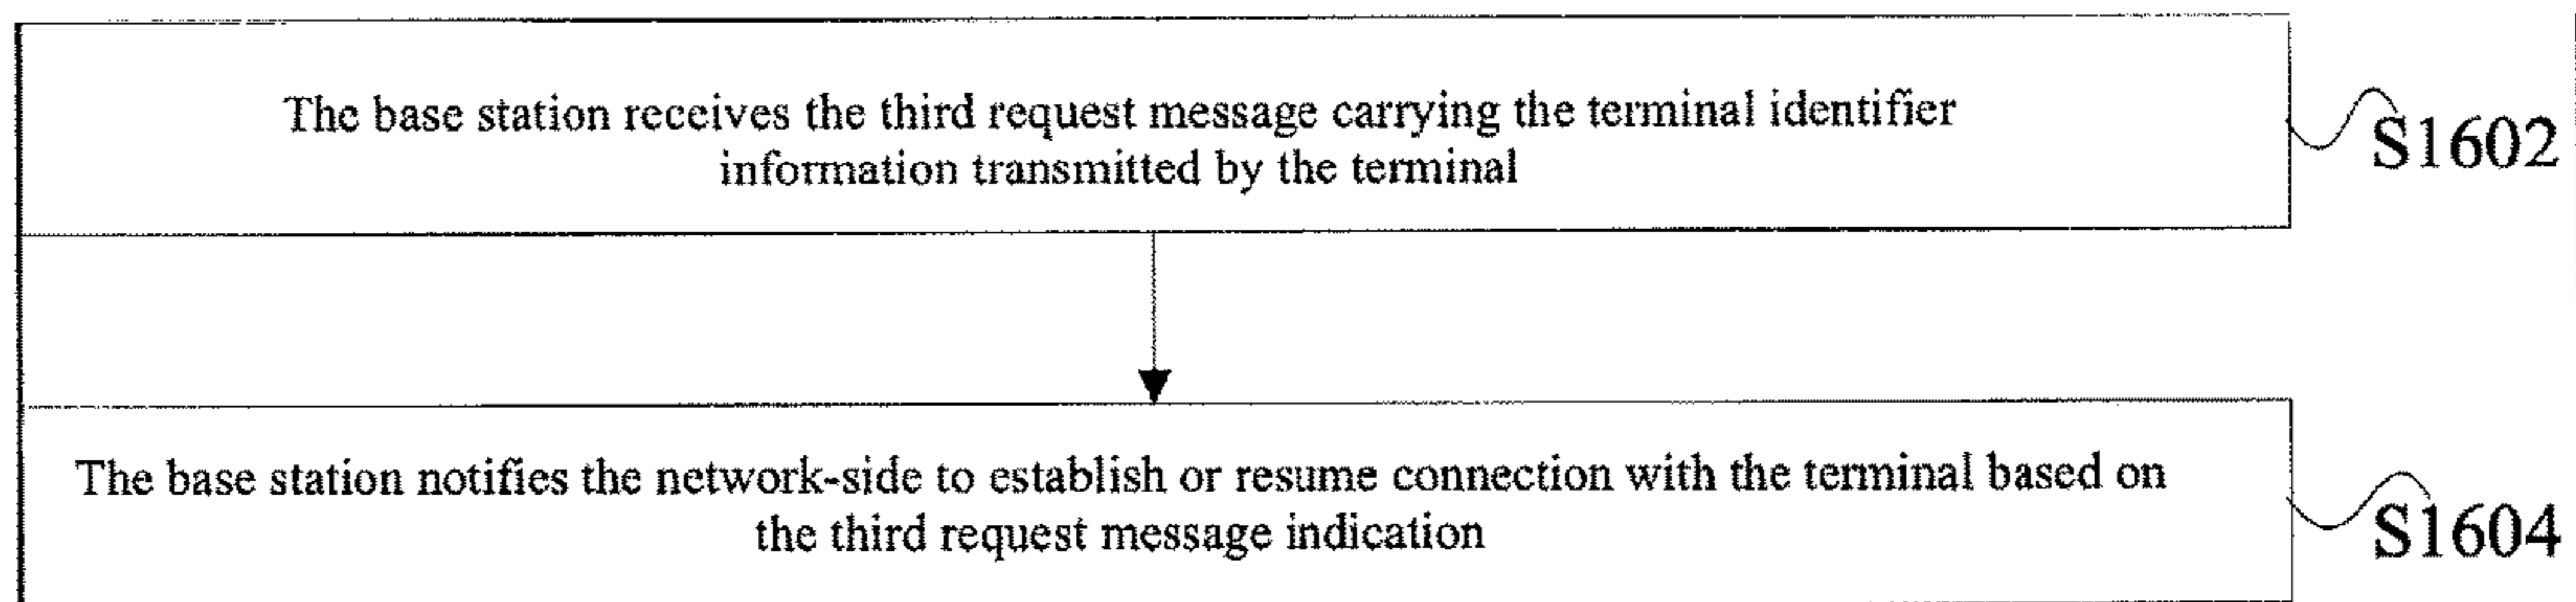 The base station receives the third request message carrying the terminal identifier
information transmitted by the terminal
S1602
The base station notifies the network-side to establish or resume connection with the terminal based on
the third request message indication
S1604